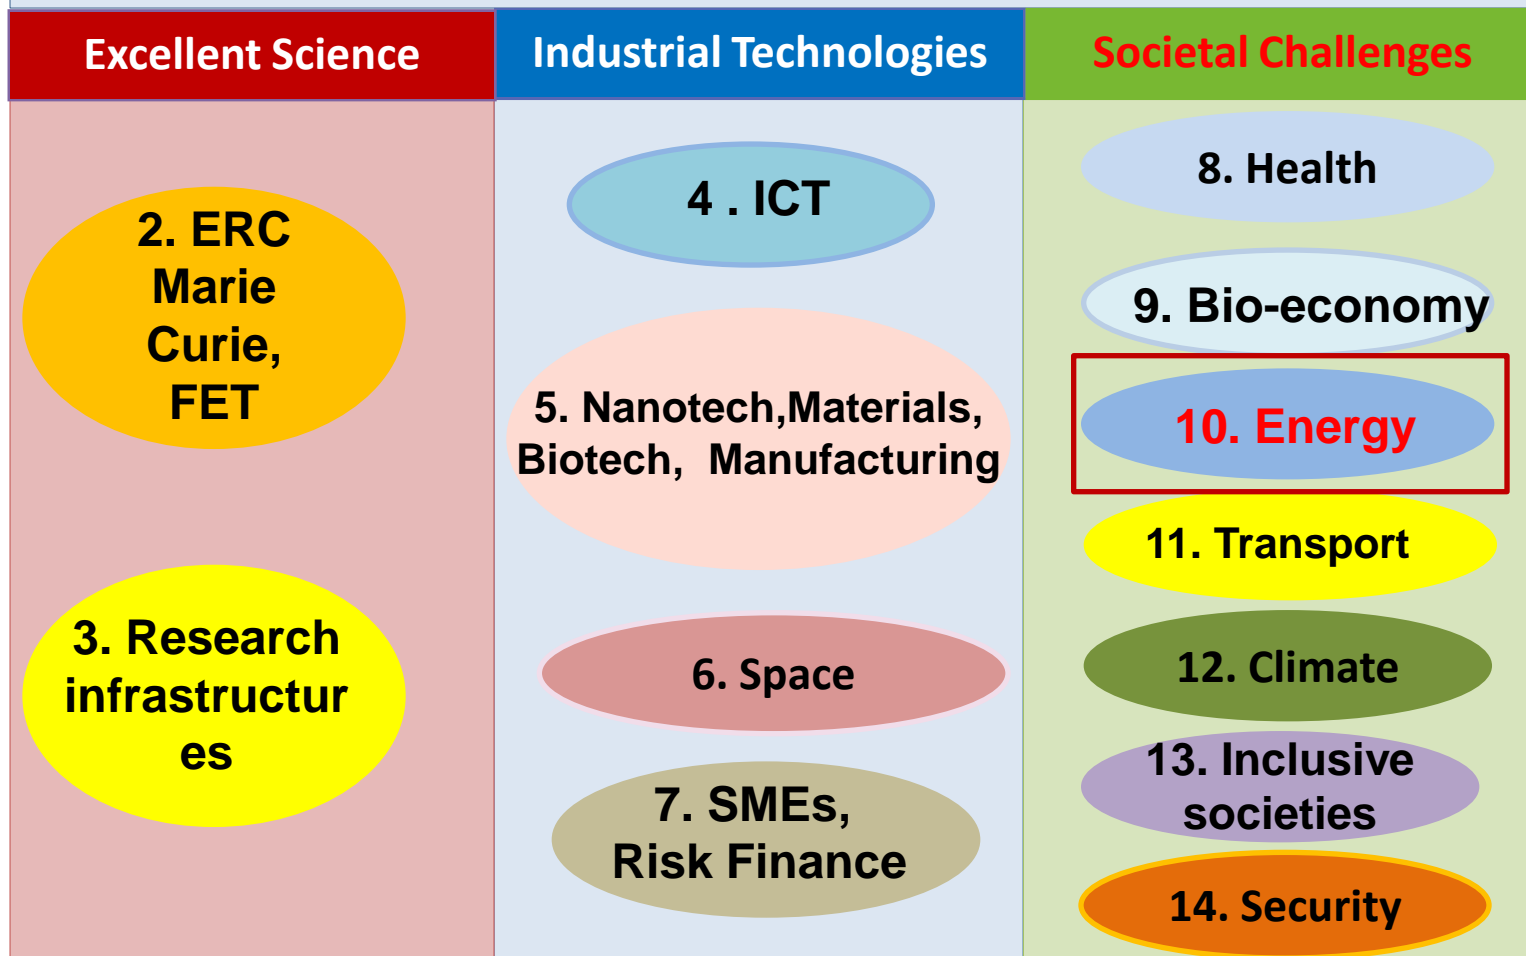 Excellent Science
Industrial Technologies
Societal Challenges
2. ERC
Marie
Curie,
FET
3. Research
infrastructur
es
4 . ICT
5. Nanotech,Materials,
Biotech, Manufacturing
6. Space
7. SMEs,
Risk Finance
8. Health
9. Bio-economy
10. Energy
11. Transport
12. Climate
13. Inclusive
societies
14. Security